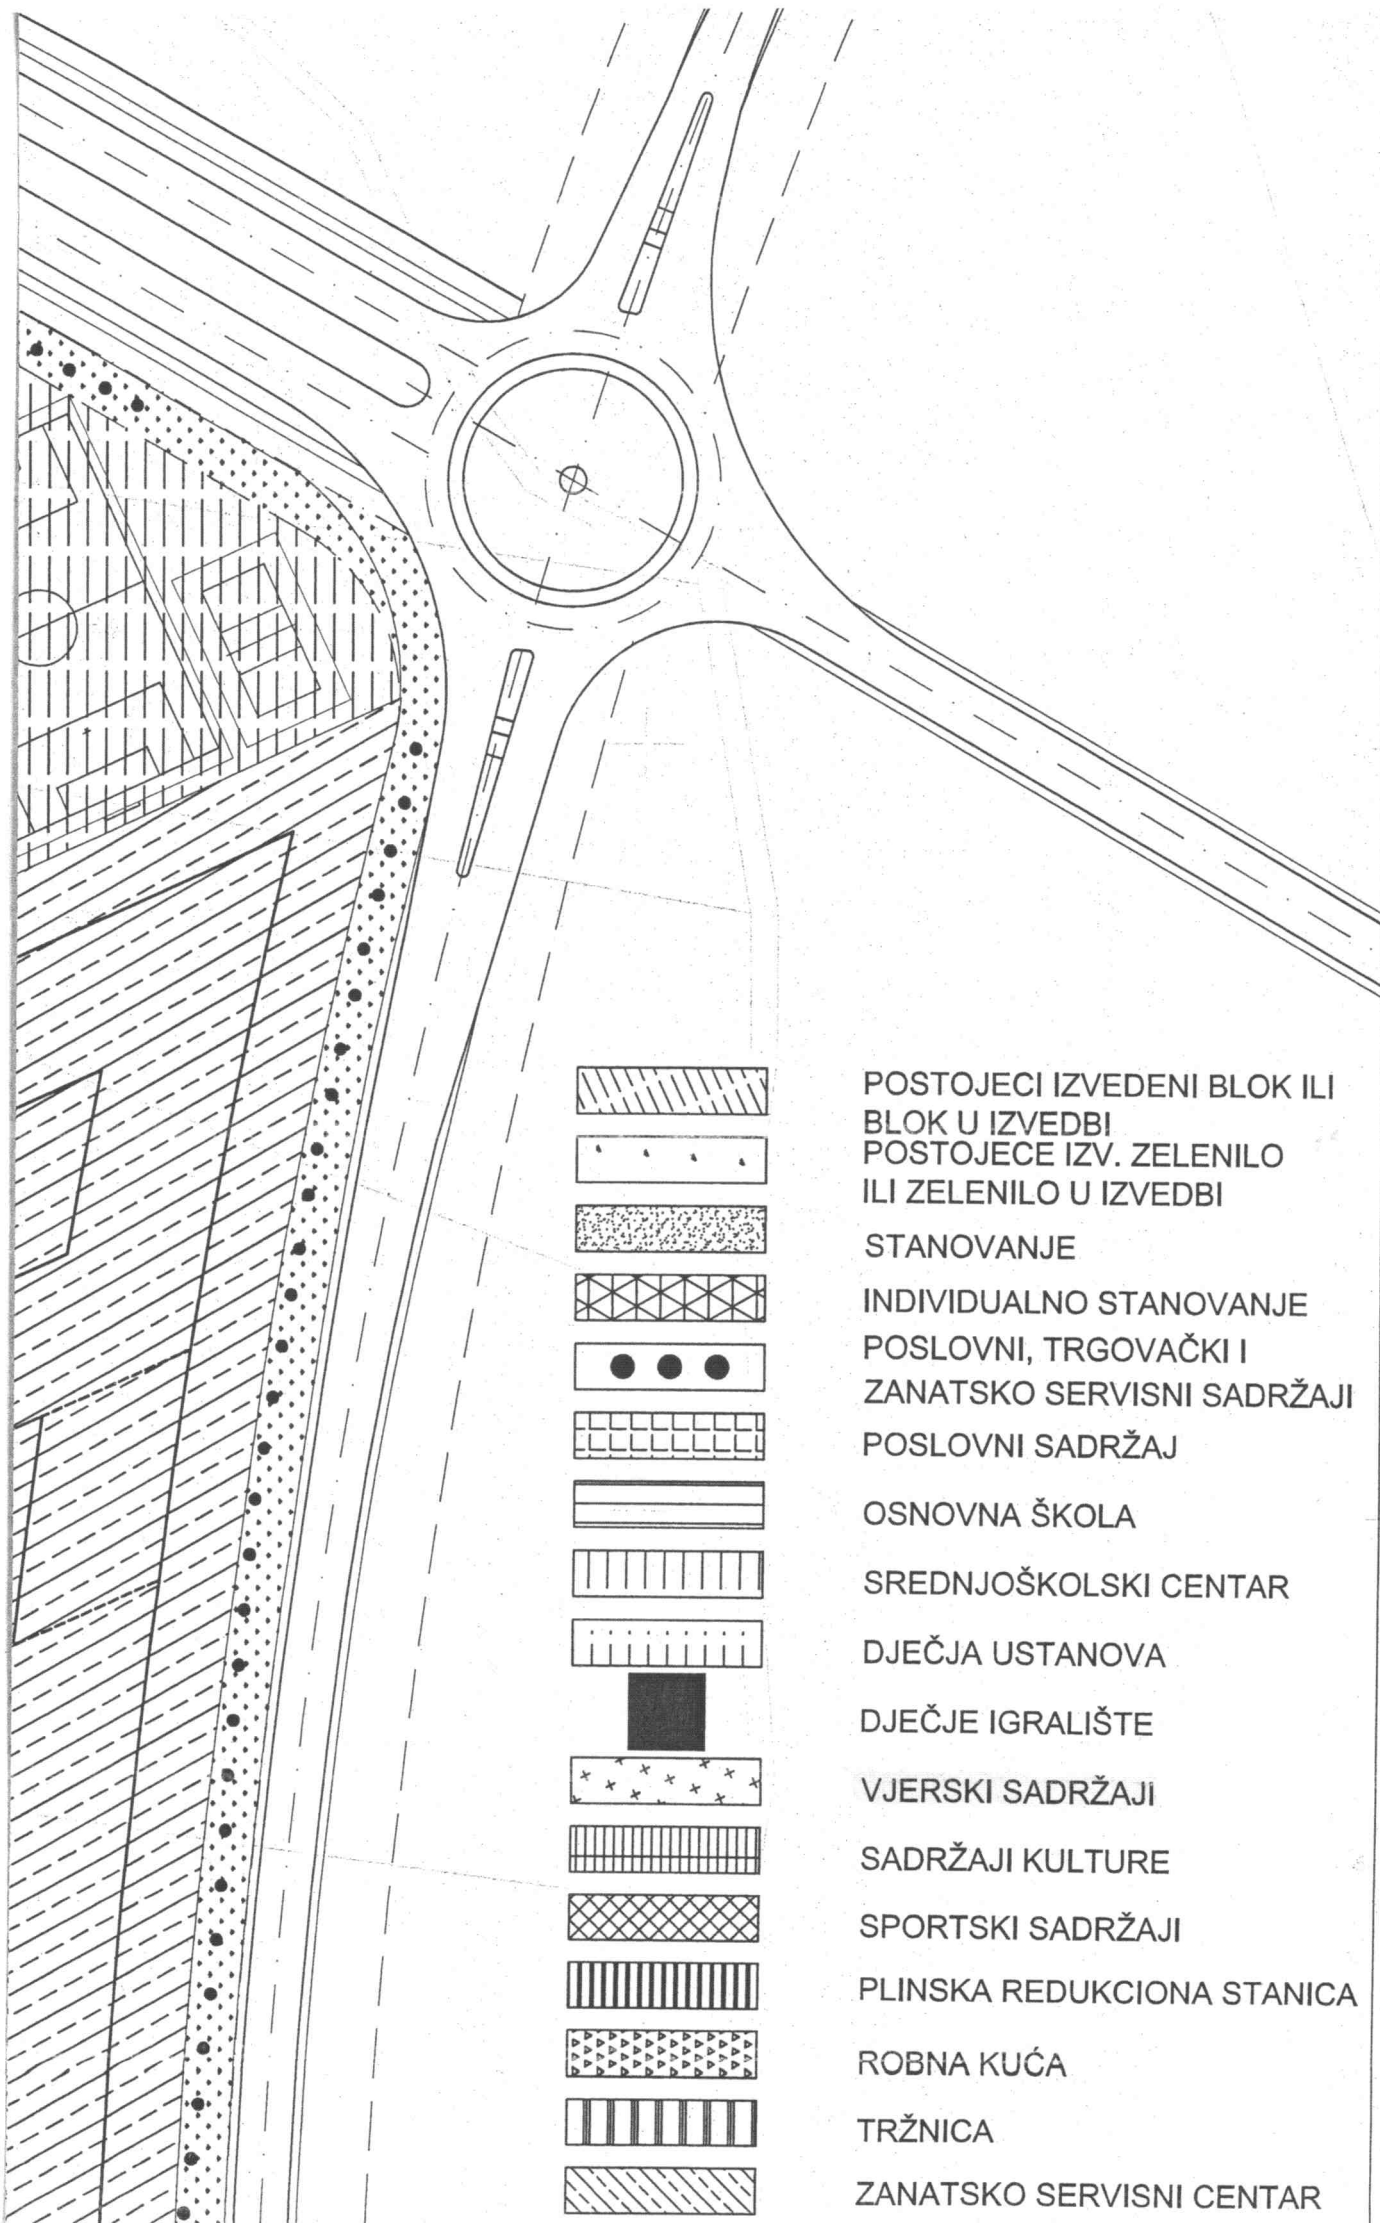 POSTOJECI IZVEDENI BLOK ILI
BLOK U IZVEDBI
POSTOJECE IZV. ZELENILO
ILI ZELENILO U IZVEDBI
STANOVANJE
INDIVIDUALNO STANOVANJE
POSLOVNI, TRGOVAČKI I
ZANATSKO SERVISNI SADRŽAJI
POSLOVNI SADRŽAJ
OSNOVNA ŠKOLA
SREDNJOŠKOLSKI CENTAR
DJEČJA USTANOVA
DJEČJE IGRALIŠTE
VJERSKI SADRŽAJI
SADRŽAJI KULTURE
SPORTSKI SADRŽAJI
PLINSKA REDUKCIONA STANICA
ROBNA KUĆA
TRŽNICA
ZANATSKO SERVISNI CENTAR